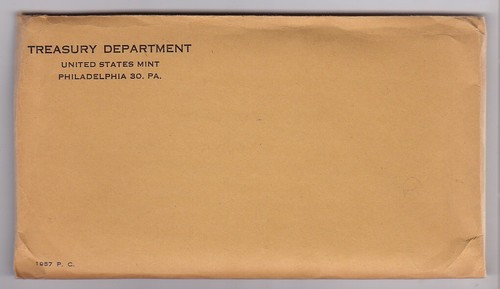 TREASURY DEPARTMENT
UNITED STATES MINT
PHILADELPHIA 30, PA.
1957 P. C.